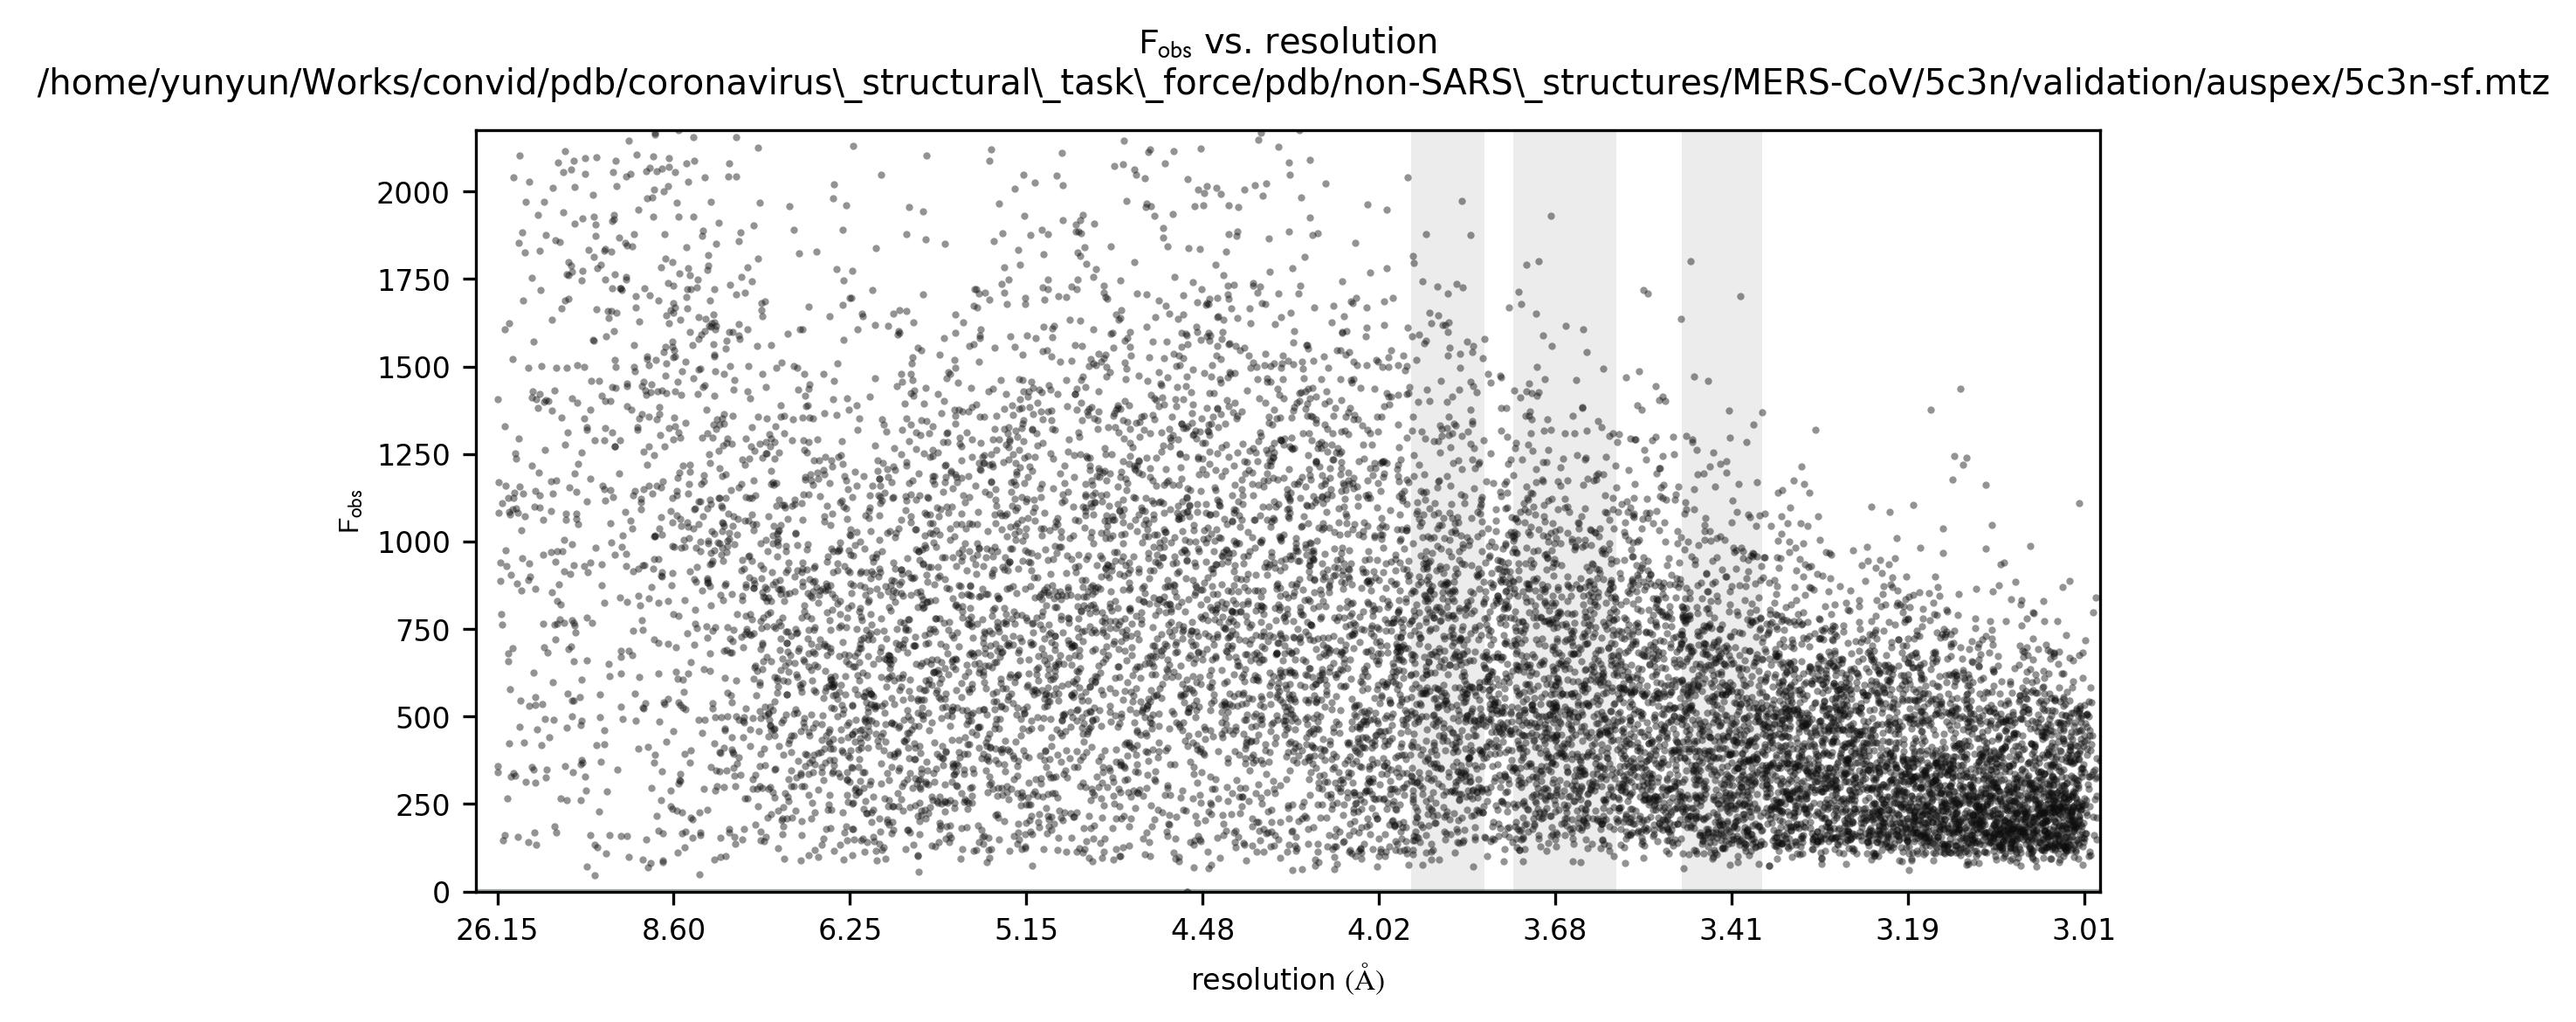 Fobs vs. resolution
/home/yunyun/Works/convid/pdb/coronavirus\_structural\_task\_force/pdb/non-SARS\_structures/MERS-CoV/5c3n/validation/auspex/5c3n-sf.mtz
2000
1750
1500
1250
1000
750
500
250
0
Fobs
26.15 8.60 6.25 5.15 4.48 4.02 3.68 3.41 3.19 3.01
resolution (Å)